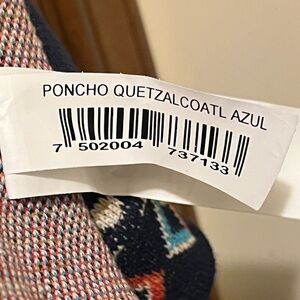 PONCHO QUETZALCOATL AZUL
7 502004 737133